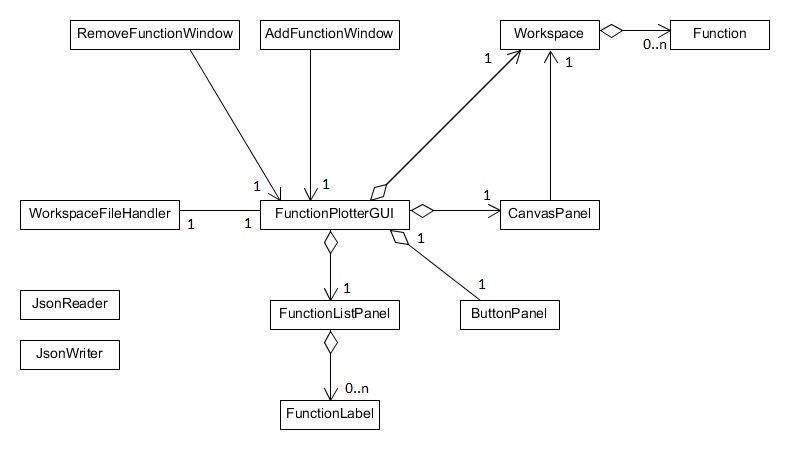 RemoveFunctionWindow
AddFunctionWindow
Workspace
Function
0..n
1
1
1
1
1
WorkspaceFileHandler
FunctionPlotterGUI
CanvasPanel
1
1
1
1
1
JsonReader
FunctionListPanel
ButtonPanel
JsonWriter
0..n
FunctionLabel